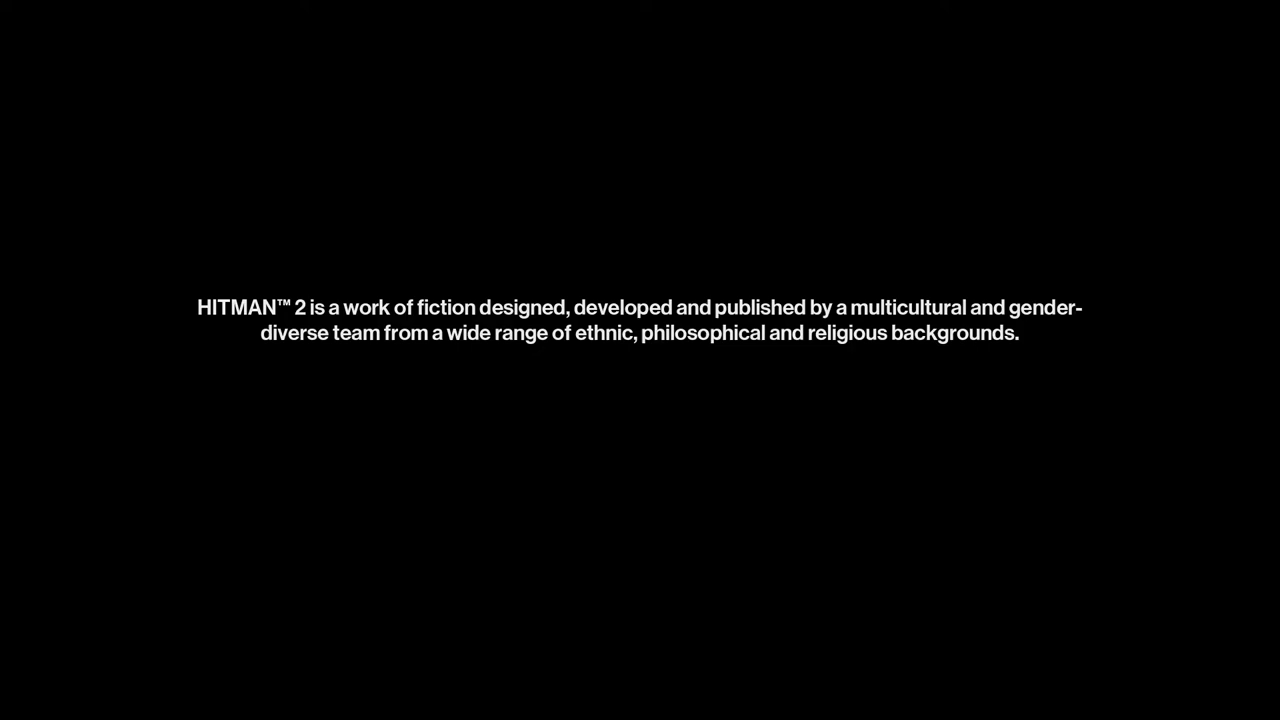 HITMAN™ 2 is a work of fiction designed, developed and published by a multicultural and gender-
diverse team from a wide range of ethnic, philosophical and religious backgrounds.